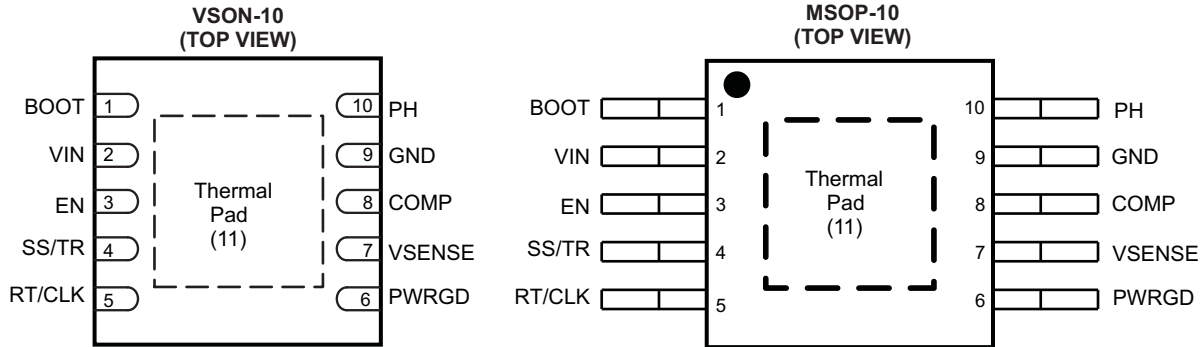 VSON-10
(TOP VIEW)
BOOT 1
10 PH
VIN 2
9 GND
EN 3
8 COMP
SS/TR 4
7 VSENSE
RT/CLK 5
6 PWRGD
Thermal
Pad
(11)
MSOP-10
(TOP VIEW)
BOOT 1
10 PH
VIN 2
9 GND
EN 3
8 COMP
SS/TR 4
7 VSENSE
RT/CLK 5
6 PWRGD
Thermal
Pad
(11)